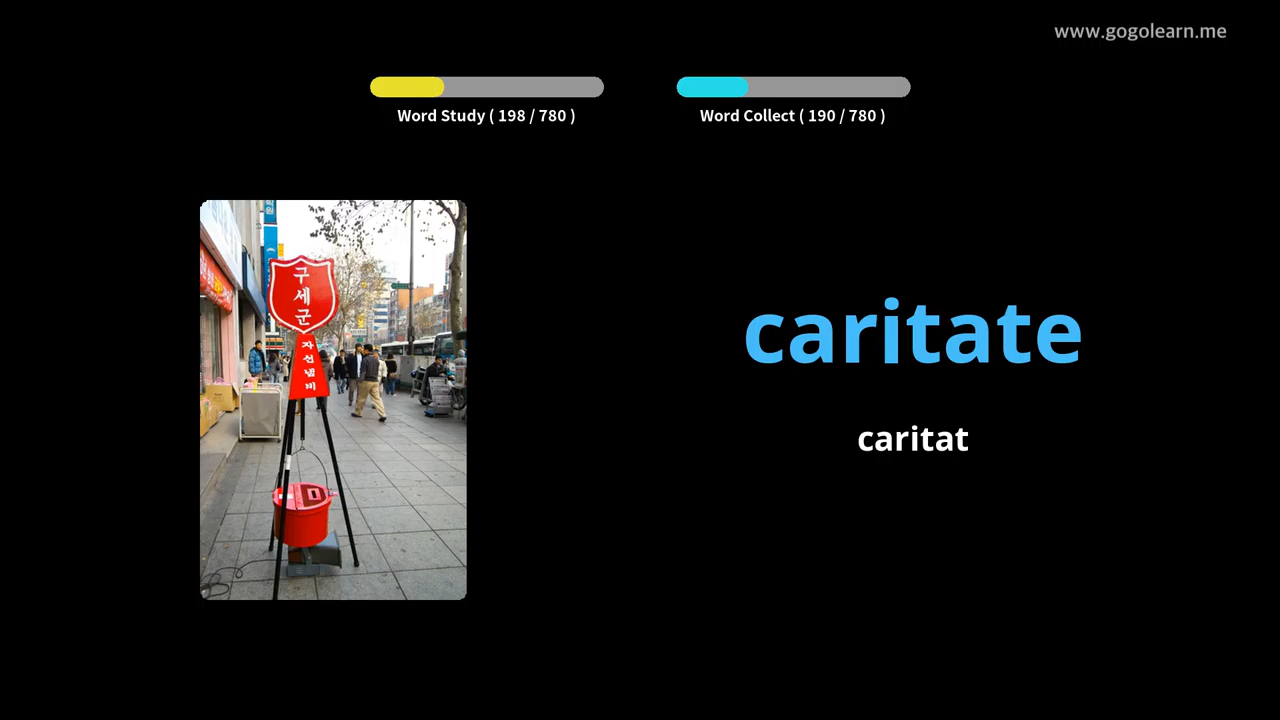 www.gogolearn.me
Word Study ( 198 / 780 )
Word Collect ( 190 / 780 )
구
세
군
자
선
냄
비
caritate
caritat